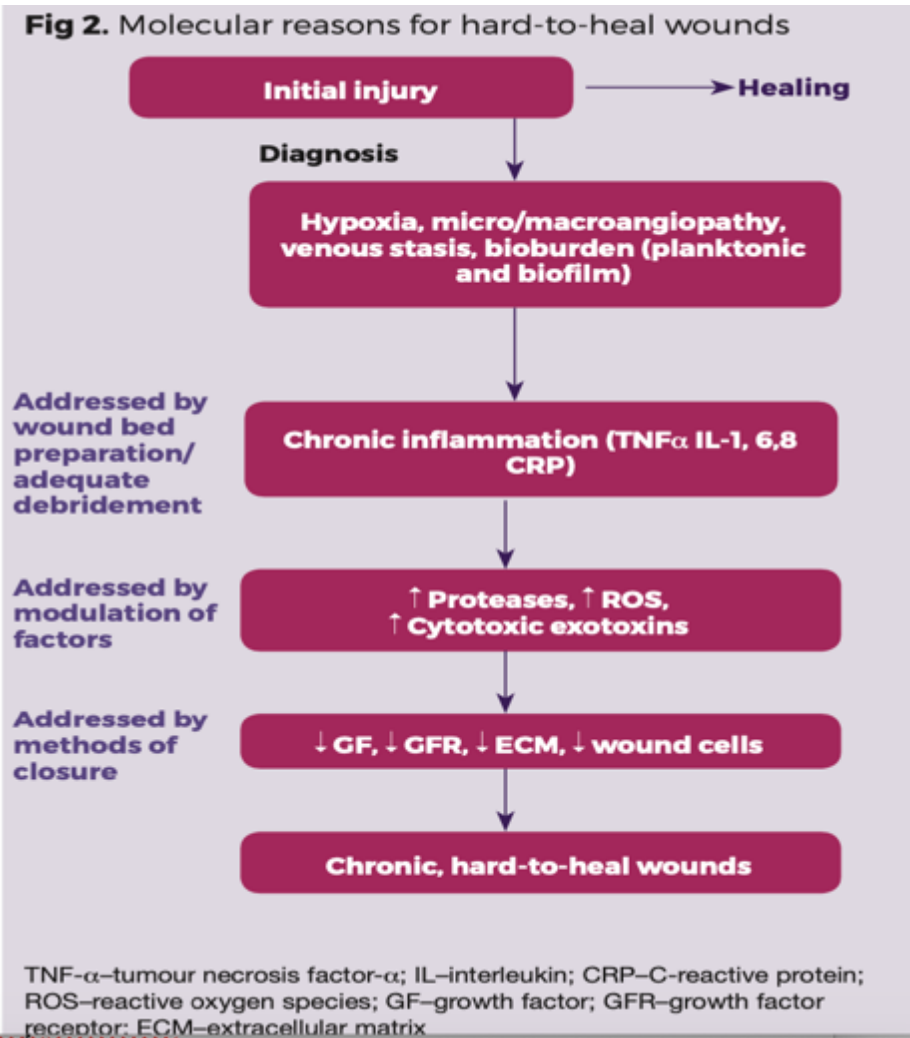 Fig 2. Molecular reasons for hard-to-heal wounds
Initial injury
Healing
Diagnosis
Hypoxia, micro/macroangiopathy,
venous stasis, bioburden (planktonic
and biofilm)
Addressed by
wound bed
preparation/
adequate
debridement
Chronic inflammation (TNFα IL-1, 6,8
CRP)
Addressed by
modulation of
factors
↑ Proteases, ↑ ROS,
↑ Cytotoxic exotoxins
Addressed by
methods of
closure
↓ GF, ↓ GFR, ↓ ECM, ↓ wound cells
Chronic, hard-to-heal wounds
TNF-α–tumour necrosis factor-α; IL–interleukin; CRP–C-reactive protein;
ROS–reactive oxygen species; GF–growth factor; GFR–growth factor
receptor; ECM–extracellular matrix